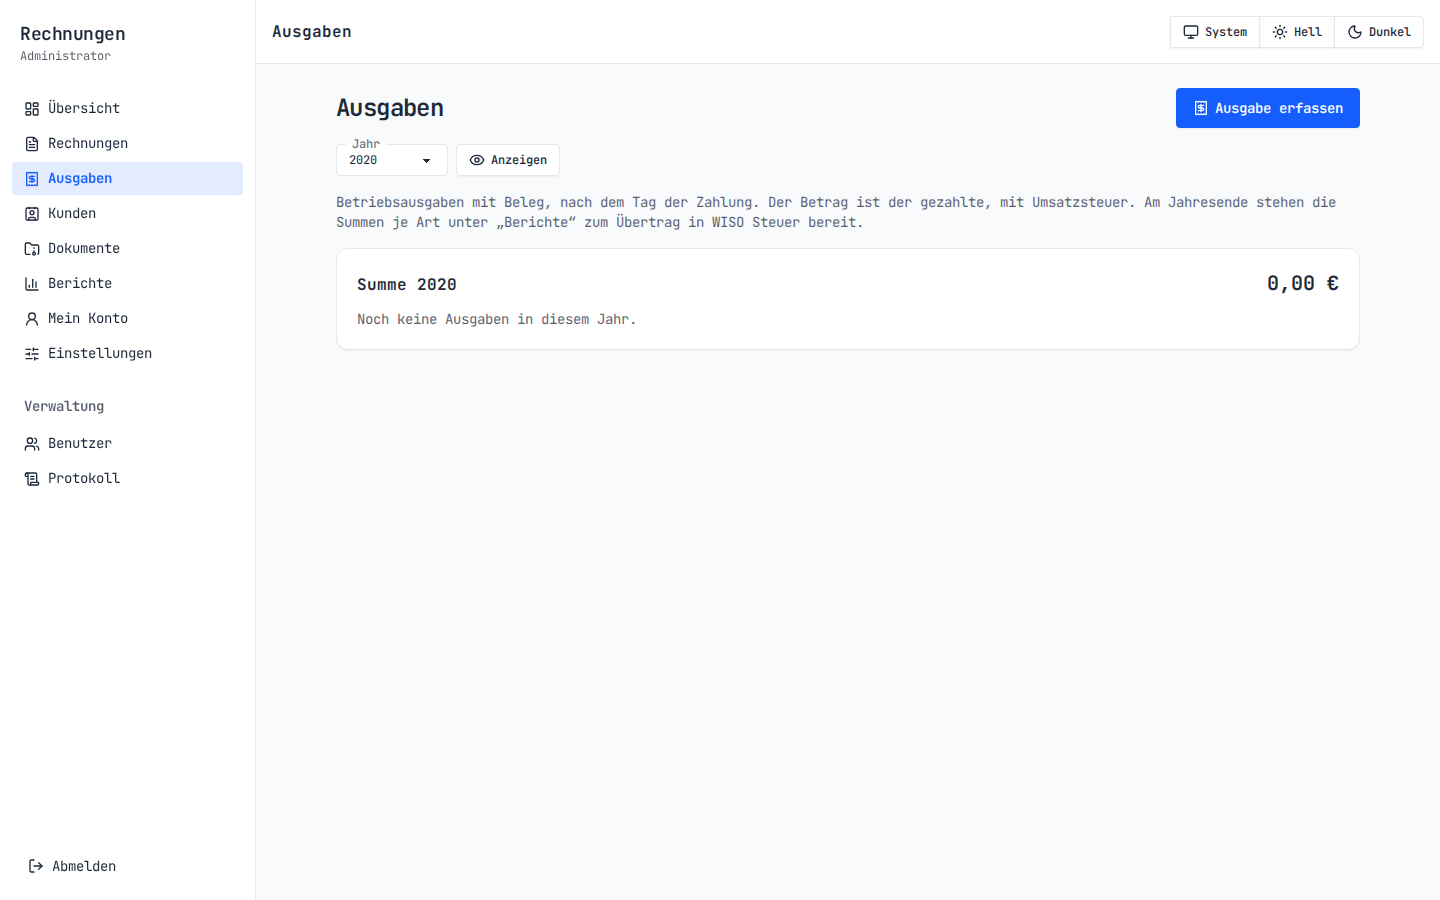 Rechnungen
Administrator
Übersicht
Rechnungen
Ausgaben
Kunden
Dokumente
Berichte
Mein Konto
Einstellungen
Verwaltung
Benutzer
Protokoll
Abmelden
Ausgaben
System
Hell
Dunkel
Ausgaben
Ausgabe erfassen
Jahr
2020
Anzeigen
Betriebsausgaben mit Beleg, nach dem Tag der Zahlung. Der Betrag ist der gezahlte, mit Umsatzsteuer. Am Jahresende stehen die
Summen je Art unter „Berichte“ zum Übertrag in WISO Steuer bereit.
Summe 2020
0,00 €
Noch keine Ausgaben in diesem Jahr.